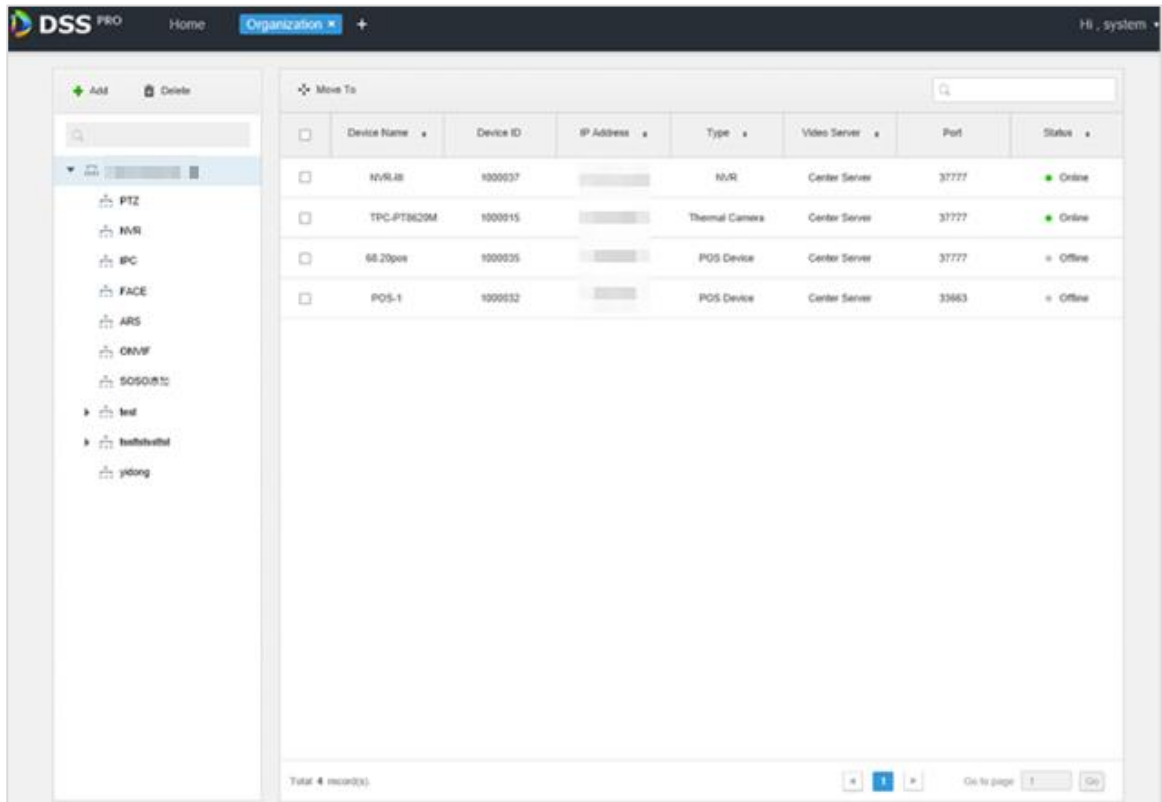 DSS PRO Home Organization × + Hi , system
Add Delete
Move To
Device Name Device ID IP Address Type Video Server Port Status
1000037 NVR Center Server 37777 Online
TPC-PT8620M 1000015 Thermal Camera Center Server 37777 Online
68.20pos 1000035 POS Device Center Server 37777 Offline
POS-1 1000032 POS Device Center Server 33663 Offline
PTZ
NVR
IPC
FACE
ARS
ONVIF
test
yidong
Total 4 record(s).
1
Go to page 1 Go